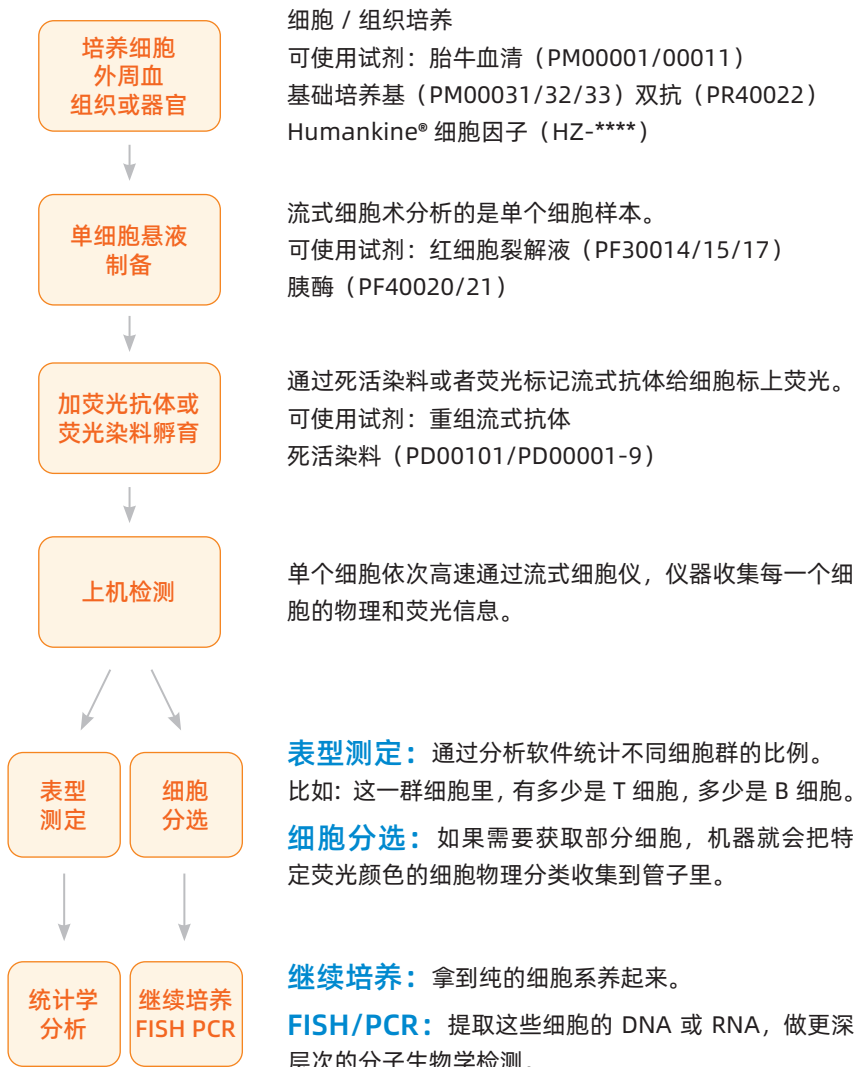 培养细胞
外周血
组织或器官
细胞 / 组织培养
可使用试剂：胎牛血清（PM00001/00011）
基础培养基（PM00031/32/33）双抗（PR40022）
Humankine® 细胞因子（HZ-****）
单细胞悬液
制备
流式细胞术分析的是单个细胞样本。
可使用试剂：红细胞裂解液（PF30014/15/17）
胰酶（PF40020/21）
加荧光抗体或
荧光染料孵育
通过死活染料或者荧光标记流式抗体给细胞标上荧光。
可使用试剂：重组流式抗体
死活染料（PD00101/PD00001-9）
上机检测
单个细胞依次高速通过流式细胞仪，仪器收集每一个细
胞的物理和荧光信息。
表型
测定
细胞
分选
表型测定：通过分析软件统计不同细胞群的比例。
比如：这一群细胞里，有多少是 T 细胞，多少是 B 细胞。
细胞分选：如果需要获取部分细胞，机器就会把特
定荧光颜色的细胞物理分类收集到管子里。
统计学
分析
继续培养
FISH PCR
继续培养：拿到纯的细胞系养起来。
FISH/PCR：提取这些细胞的 DNA 或 RNA，做更深
层次的分子生物学检测。